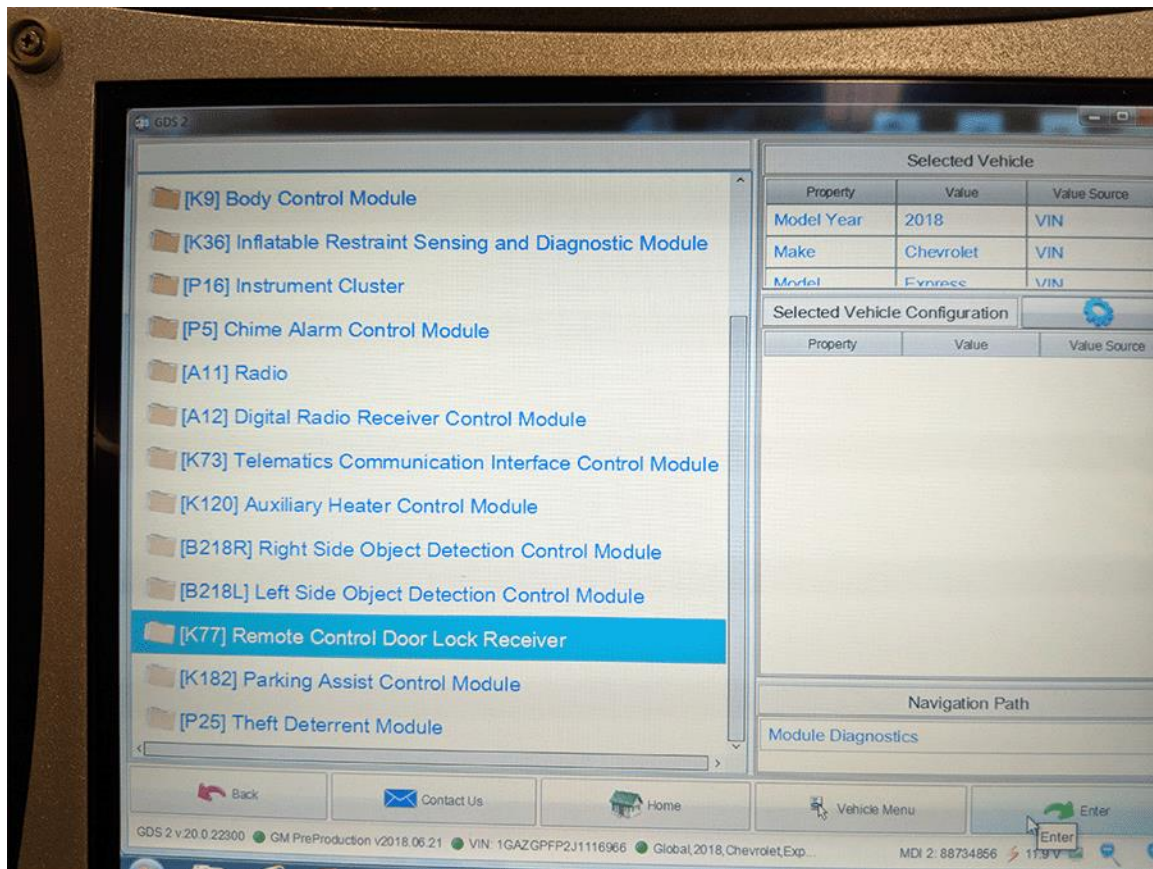 GDS 2
[K9] Body Control Module
[K36] Inflatable Restraint Sensing and Diagnostic Module
[P16] Instrument Cluster
[P5] Chime Alarm Control Module
[A11] Radio
[A12] Digital Radio Receiver Control Module
[K73] Telematics Communication Interface Control Module
[K120] Auxiliary Heater Control Module
[B218R] Right Side Object Detection Control Module
[B218L] Left Side Object Detection Control Module
[K77] Remote Control Door Lock Receiver
[K182] Parking Assist Control Module
[P25] Theft Deterrent Module
Selected Vehicle
Property Value Value Source
Model Year 2018 VIN
Make Chevrolet VIN
Model Express VIN
Selected Vehicle Configuration
Property Value Value Source
Navigation Path
Module Diagnostics
Back Contact Us Home Vehicle Menu Enter
Enter
GDS 2 v.20.0.22300 GM PreProduction v2018.06.21 VIN: 1GAZGPFP2J1116966 Global,2018,Chevrolet,Exp... MDI 2: 88734856 11.9 V